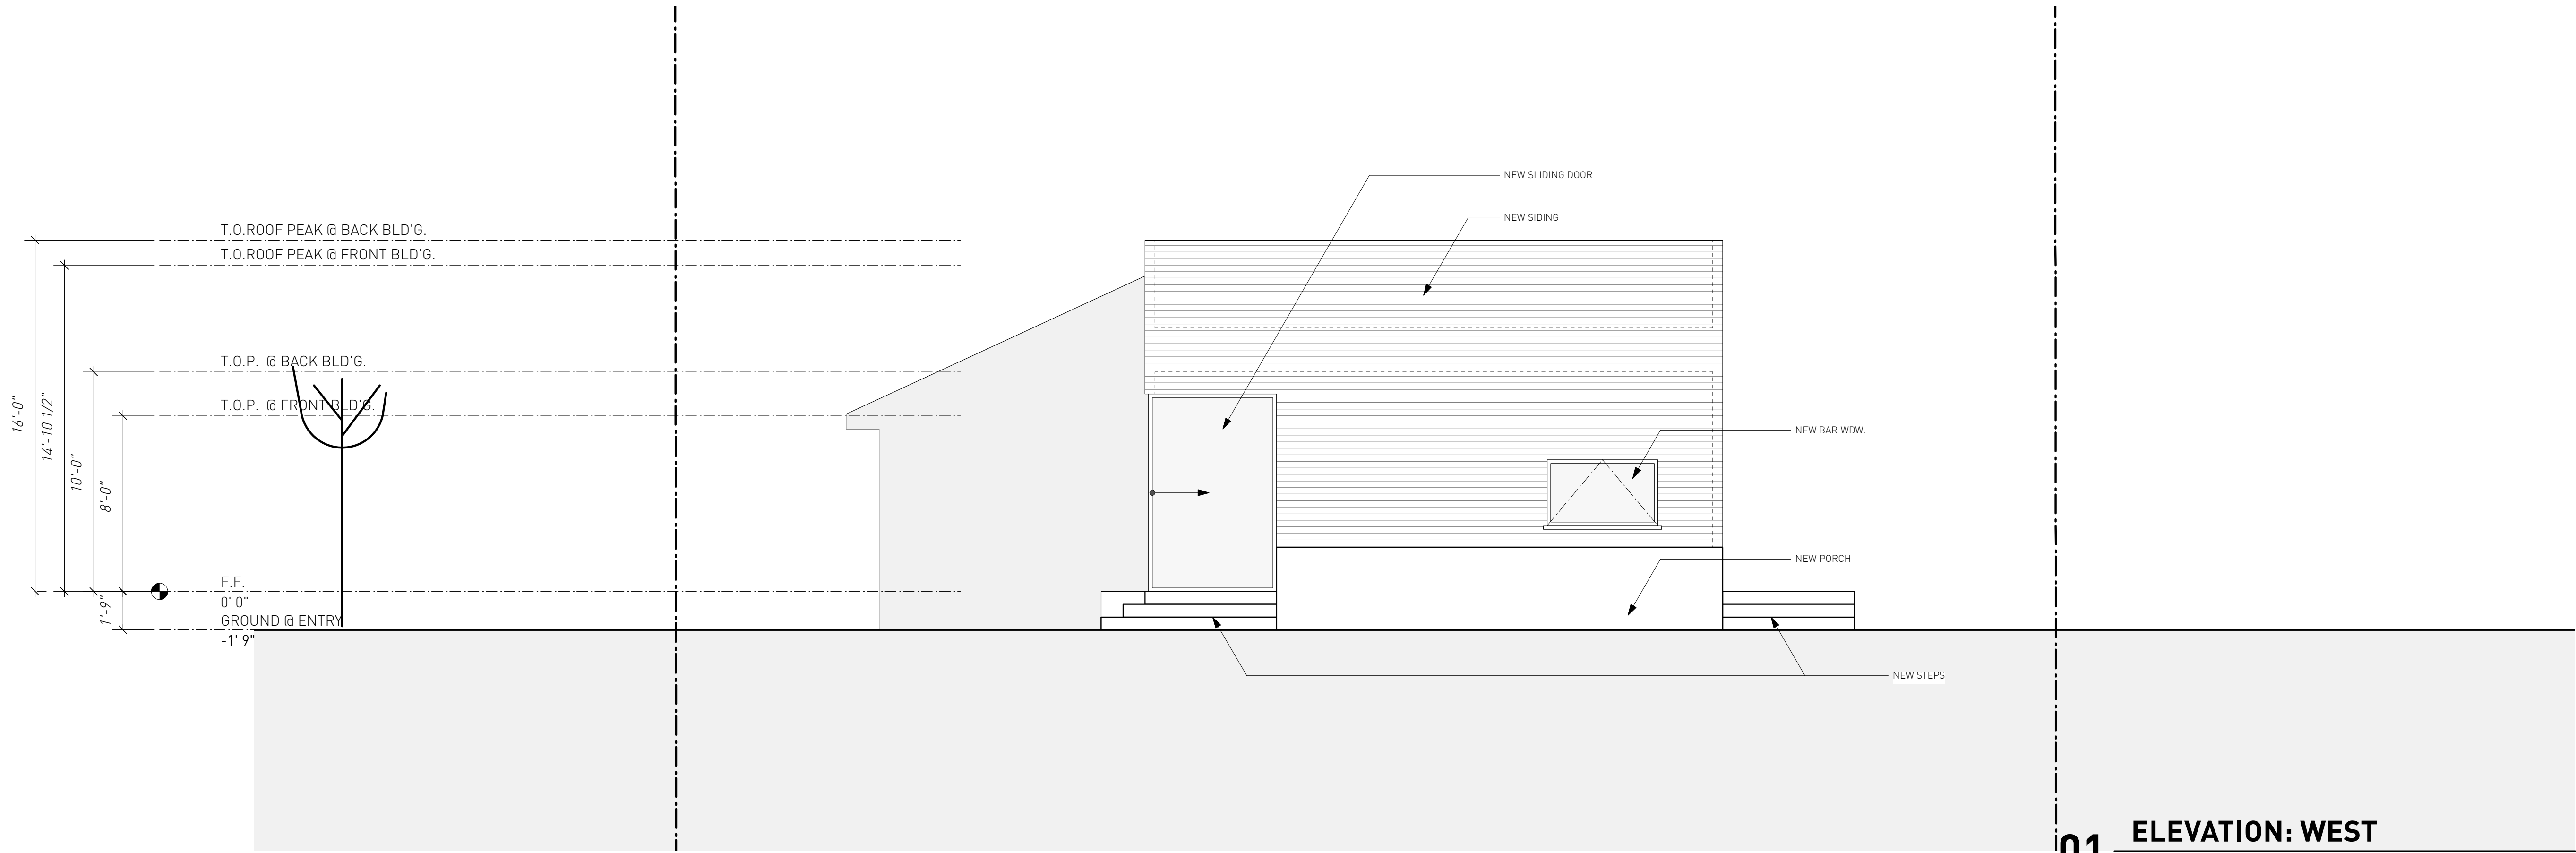 NEW SLIDING DOOR
NEW SIDING
T.O.ROOF PEAK @ BACK BLD'G.
T.O.ROOF PEAK @ FRONT BLD'G.
T.O.P. @ BACK BLD'G.
T.O.P. @ FRONT BLD'G.
16'-0"
14'-10 1/2"
10'-0"
8'-0"
NEW BAR WDW.
NEW PORCH
F.F.
0' 0"
1'-9"
GROUND @ ENTRY
-1' 9"
NEW STEPS
01
ELEVATION: WEST